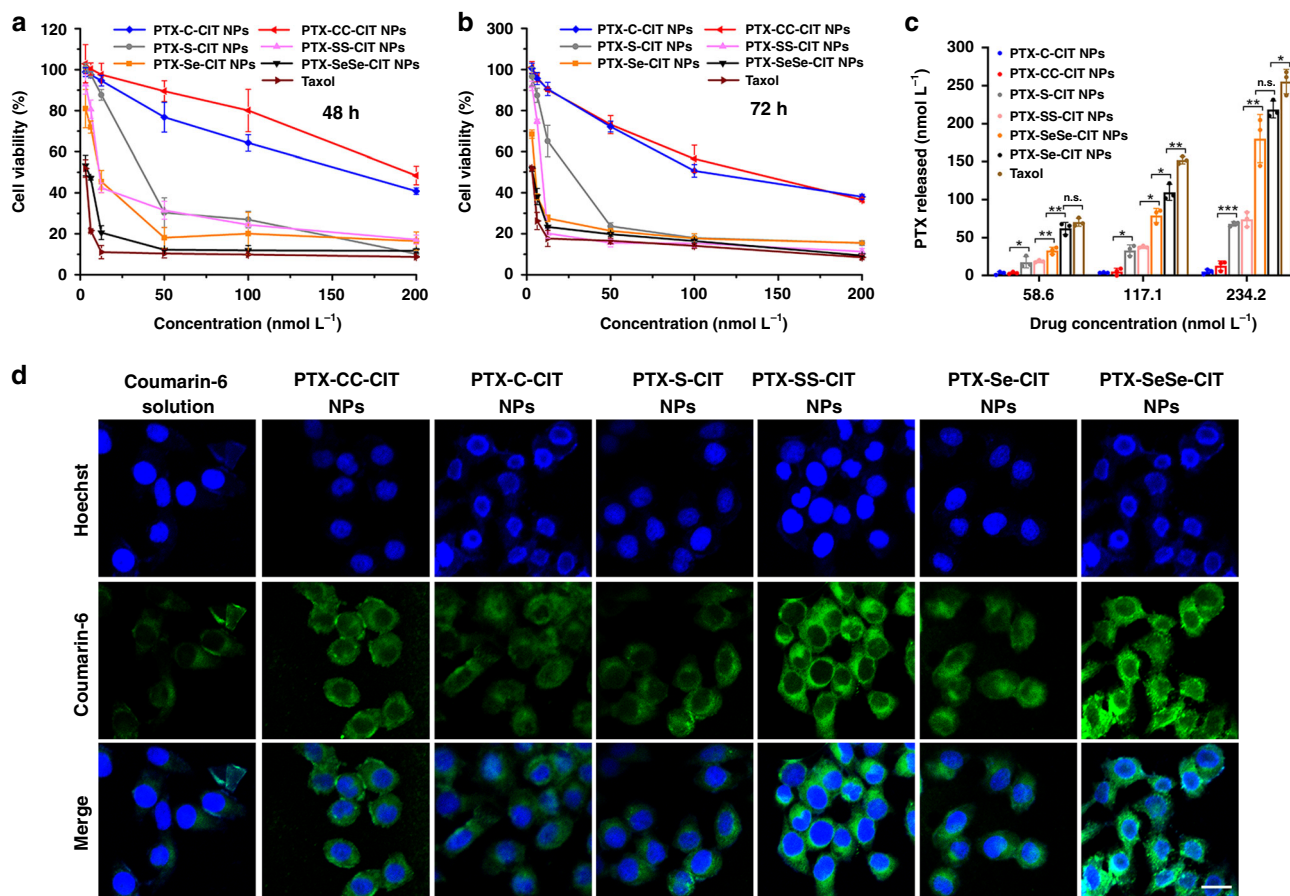 a
PTX-C-CIT NPs
PTX-CC-CIT NPs
PTX-S-CIT NPs
PTX-SS-CIT NPs
PTX-Se-CIT NPs
PTX-SeSe-CIT NPs
Taxol
48 h
Cell viability (%)
120
100
80
60
40
20
0
0
50
100
150
200
Concentration (nmol L⁻¹)
b
PTX-C-CIT NPs
PTX-CC-CIT NPs
PTX-S-CIT NPs
PTX-SS-CIT NPs
PTX-Se-CIT NPs
PTX-SeSe-CIT NPs
Taxol
72 h
Cell viability (%)
300
100
80
60
40
20
0
0
50
100
150
200
Concentration (nmol L⁻¹)
c
PTX-C-CIT NPs
PTX-CC-CIT NPs
PTX-S-CIT NPs
PTX-SS-CIT NPs
PTX-SeSe-CIT NPs
PTX-Se-CIT NPs
Taxol
PTX released (nmol L⁻¹)
300
250
200
150
100
50
0
*
**
**
n.s.
*
*
*
**
***
**
n.s.
*
58.6
117.1
234.2
Drug concentration (nmol L⁻¹)
d
Coumarin-6
solution
PTX-CC-CIT
NPs
PTX-C-CIT
NPs
PTX-S-CIT
NPs
PTX-SS-CIT
NPs
PTX-Se-CIT
NPs
PTX-SeSe-CIT
NPs
Hoechst
Coumarin-6
Merge